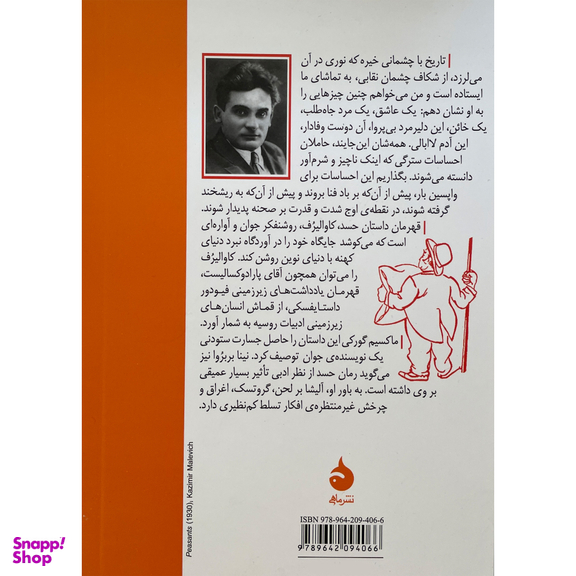 تاریخ با چشمانی خیره که نوری در آن
می‌لرزد، از شکاف چشمان نقابی، به تماشای ما
ایستاده است و من می‌خواهم چنین چیزهایی را
به او نشان دهم: یک عاشق، یک مرد جاه‌طلب،
یک خائن، این دلیرمرد بی‌پروا، آن دوست وفادار،
این آدم لاابالی. همه‌شان این‌جایند، حاملان
احساسات سترگی که اینک ناچیز و شرم‌آور
دانسته می‌شوند. بگذاریم این احساسات برای
واپسین بار، پیش از آن‌که بر باد فنا بروند و پیش از آن‌که به ریشخند
گرفته شوند، در نقطه‌ی اوج شدت و قدرت بر صحنه پدیدار شوند.
قهرمان داستان حسد، کاوالیرُف، روشنفکر جوان و آواره‌ای
است که می‌کوشد جایگاه خود را در آوردگاه نبرد دنیای
کهنه با دنیای نوین روشن کند. کاوالیرُف
را می‌توان همچون آقای پارادوکسالیست،
قهرمان یادداشت‌های زیرزمینی فیودور
داستایفسکی، از قماش انسان‌های
زیرزمینی ادبیات روسیه به شمار آورد.
ماکسیم گورکی این داستان را حاصل جسارت ستودنی
یک نویسنده‌ی جوان توصیف کرد. نینا بربرُوا نیز
می‌گوید رمان حسد از نظر ادبی تأثیر بسیار عمیقی
بر وی داشته است. به باور او، آلیشا بر لحن، گروتسک، اغراق و
چرخش غیرمنتظره‌ی افکار تسلط کم‌نظیری دارد.
Peasants (1930), Kazimir Malevich
نشرماهی
ISBN 978-964-209-406-6
9 789642 094066
Snapp!
Shop